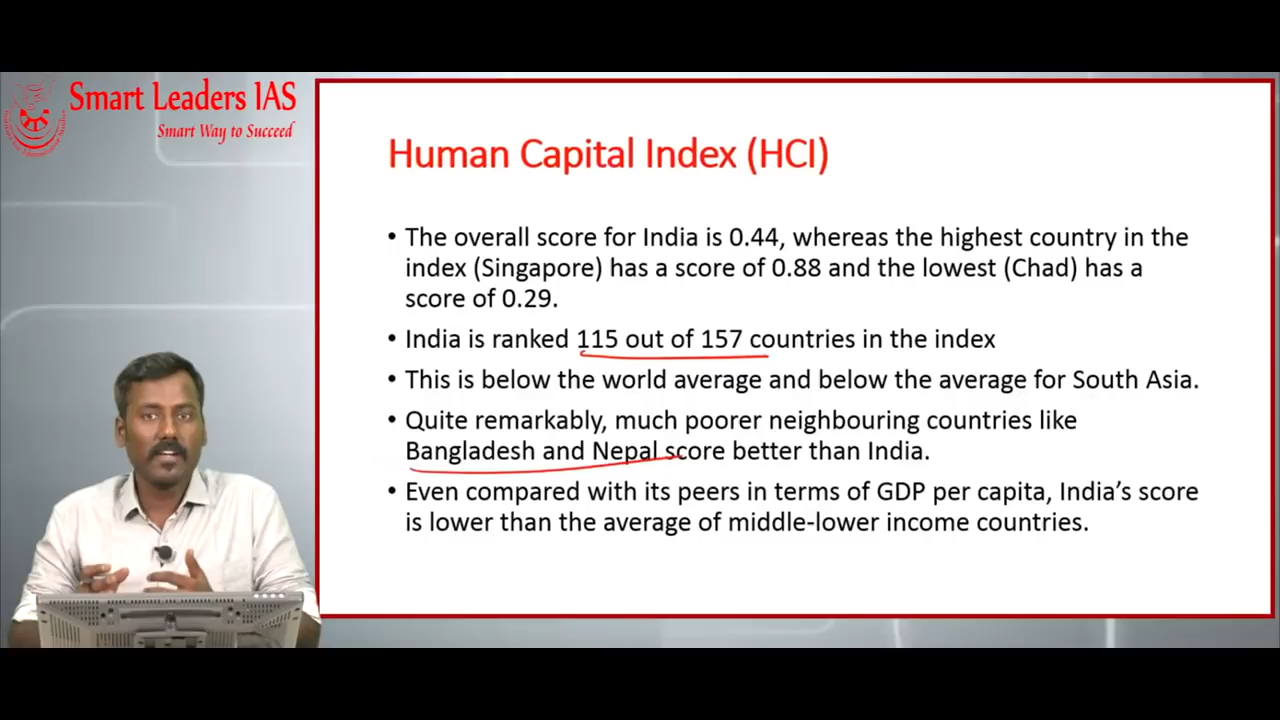 Smart Leaders IAS
Smart Way to Succeed
Human Capital Index (HCI)
• The overall score for India is 0.44, whereas the highest country in the
index (Singapore) has a score of 0.88 and the lowest (Chad) has a
score of 0.29.
• India is ranked 115 out of 157 countries in the index
• This is below the world average and below the average for South Asia.
• Quite remarkably, much poorer neighbouring countries like
Bangladesh and Nepal score better than India.
• Even compared with its peers in terms of GDP per capita, India’s score
is lower than the average of middle-lower income countries.